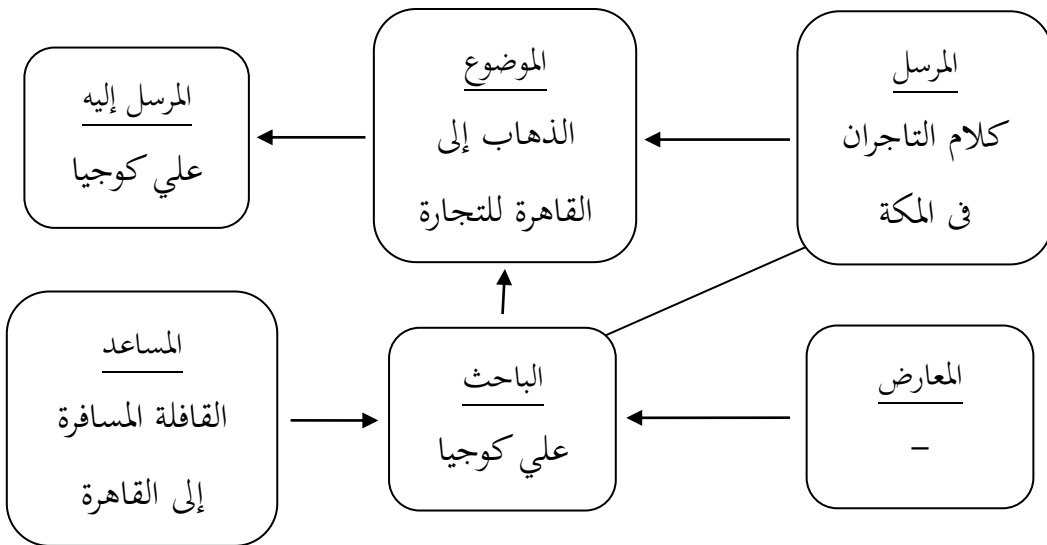 المرسل
كلام التاجران
فى المكة
الموضوع
الذهاب إلى
القاهرة للتجارة
المرسل إليه
علي كوجيا
المعارض
–
الباحث
علي كوجيا
المساعد
القافلة المسافرة
إلى القاهرة